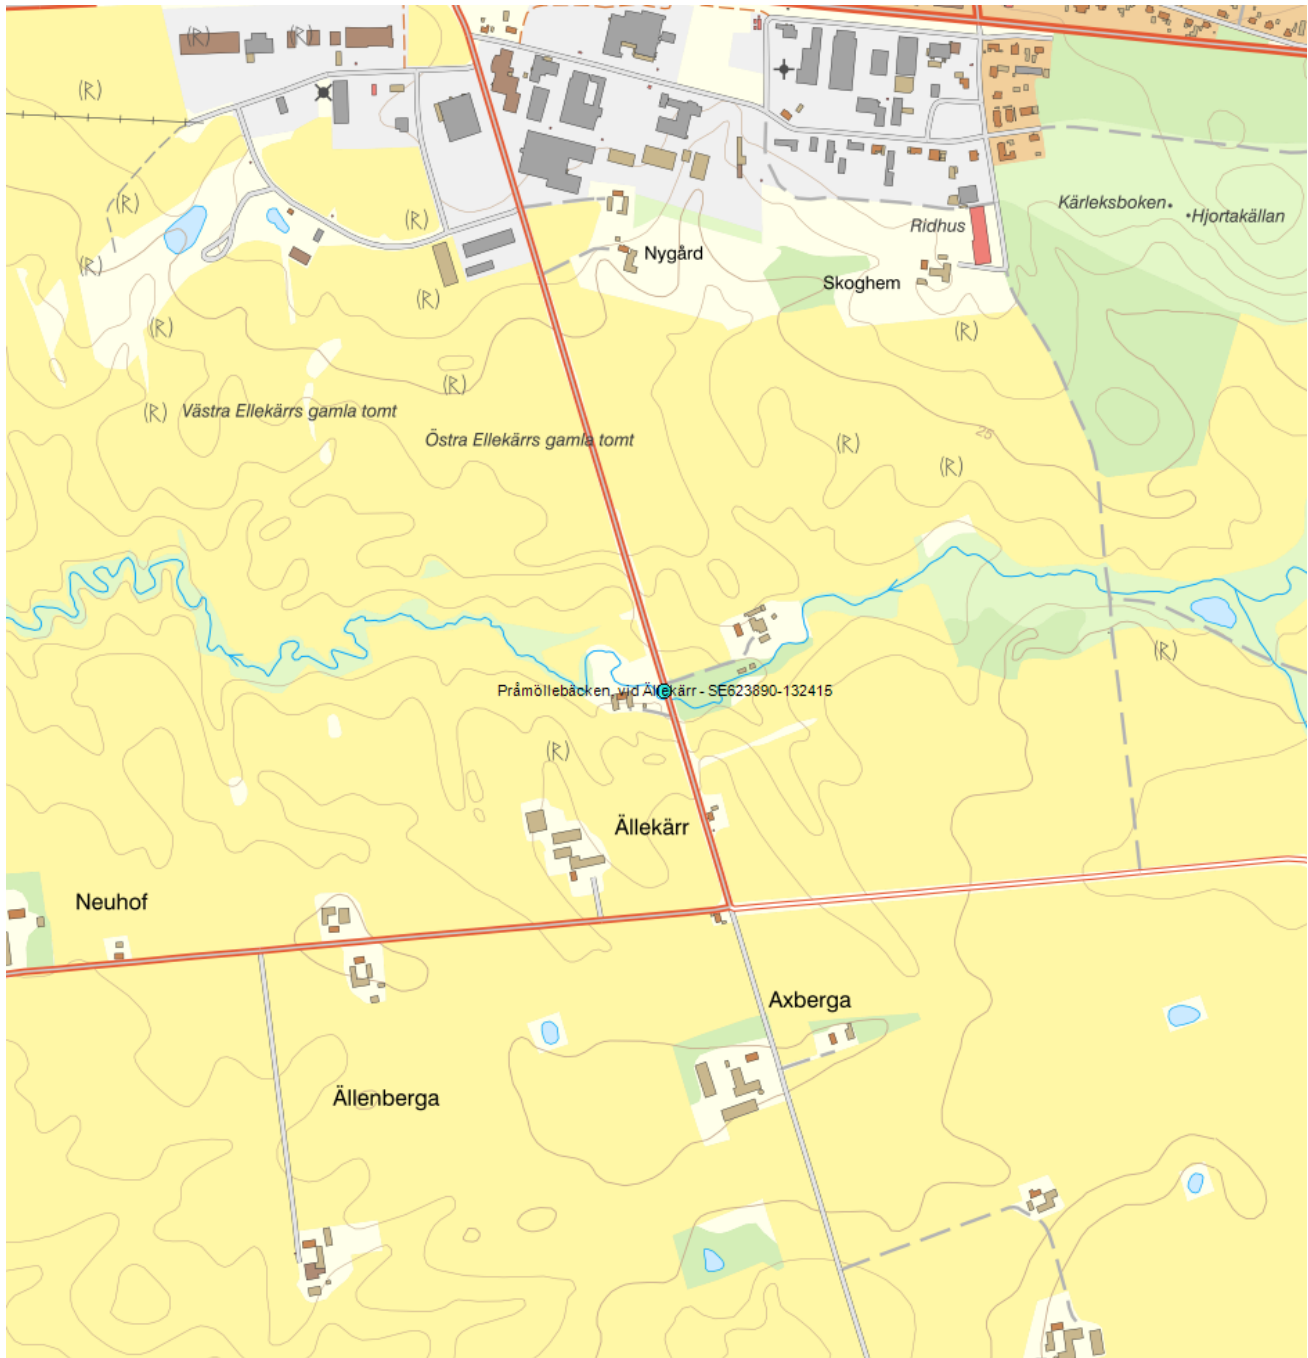 (R)
(R)
(R)
(R)
Kärleksboken
Hjortakällan
(R)
Ridhus
Nygård
(R)
Skoghem
(R)
(R)
(R)
(R)
(R)
Västra Ellekärrs gamla tomt
25
Östra Ellekärrs gamla tomt
(R)
(R)
(R)
Pråmöllebäcken, vid Ällekärr - SE623890-132415
(R)
Ällekärr
Neuhof
Axberga
Ällenberga